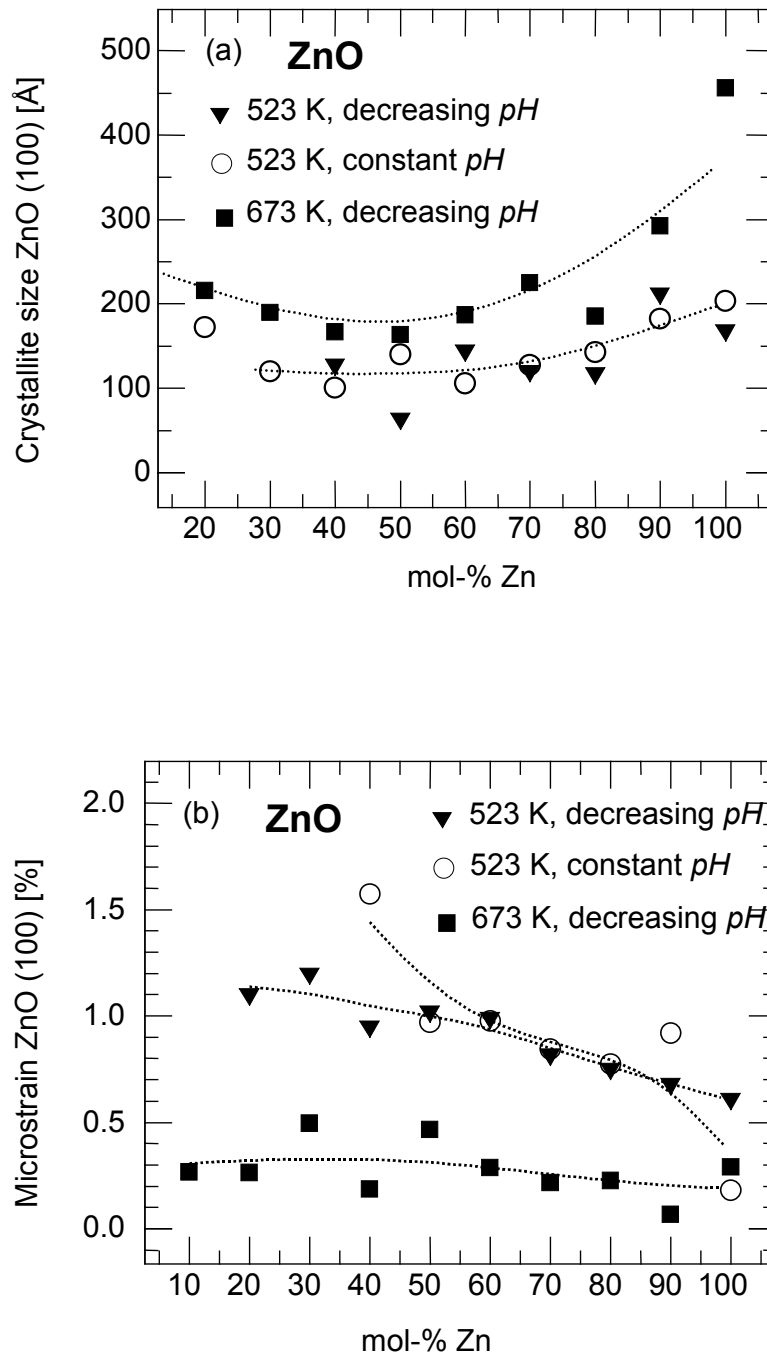 (a) ZnO
523 K, decreasing pH
523 K, constant pH
673 K, decreasing pH
Crystallite size ZnO (100) [Å]
500
400
300
200
100
0
20 30 40 50 60 70 80 90 100
mol-% Zn
(b) ZnO
523 K, decreasing pH
523 K, constant pH
673 K, decreasing pH
Microstrain ZnO (100) [%]
2.0
1.5
1.0
0.5
0.0
10 20 30 40 50 60 70 80 90 100
mol-% Zn